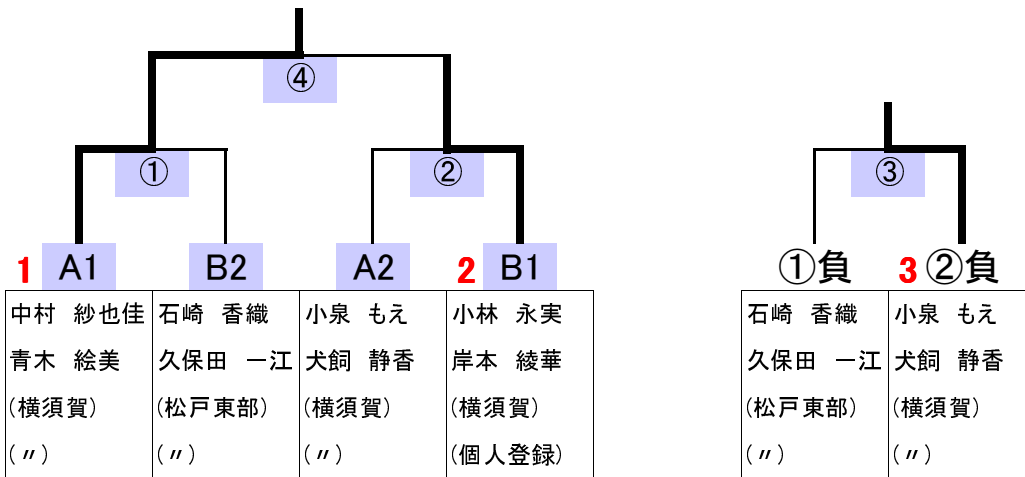 ④
① ② ③
1 A1 B2 A2 2 B1 ①負 3 ②負
中村 紗也佳 石崎 香織 小泉 もえ 小林 永実 石崎 香織 小泉 もえ
青木 絵美 久保田 一江 犬飼 静香 岸本 綾華 久保田 一江 犬飼 静香
(横須賀) (松戸東部) (横須賀) (横須賀) (松戸東部) (横須賀)
(〃) (〃) (〃) (個人登録) (〃) (〃)